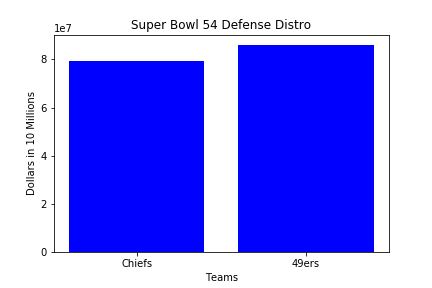 Super Bowl 54 Defense Distro
1e7
Dollars in 10 Millions
8
6
4
2
0
Chiefs 49ers
Teams